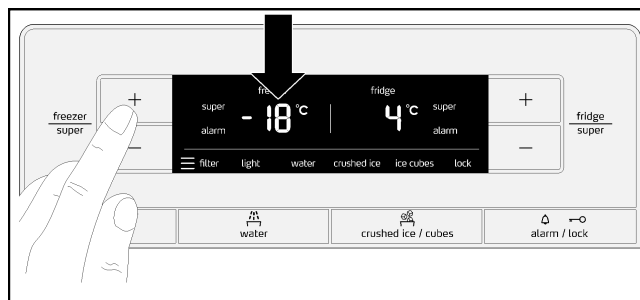 fridge
super
alarm
-18 °C
4 °C
super
alarm
freezer
super
+
−
+
−
fridge
super
filter light water crushed ice ice cubes lock
water
crushed ice / cubes
alarm / lock